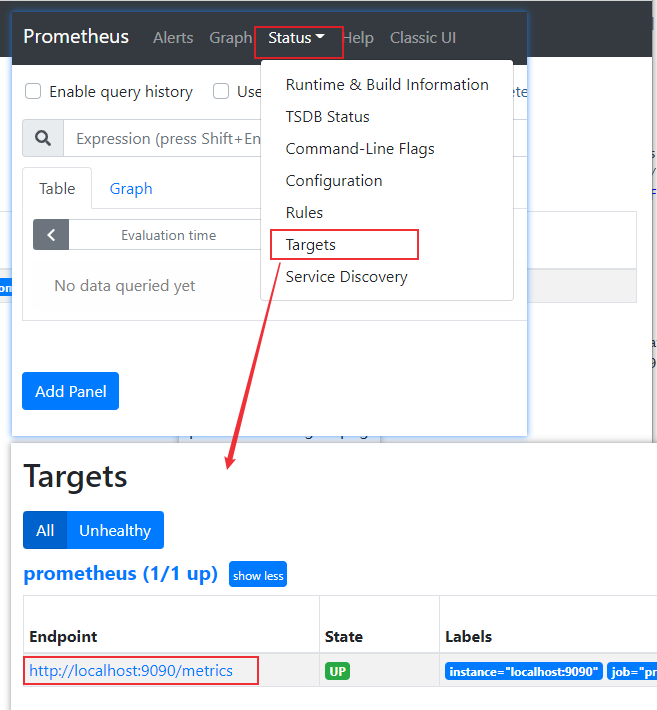 Prometheus Alerts Graph Status Help Classic UI
Enable query history Use
Runtime & Build Information
TSDB Status
Command-Line Flags
Configuration
Rules
Targets
Service Discovery
Expression (press Shift+En
Table Graph
Evaluation time
No data queried yet
Add Panel
Targets
All Unhealthy
prometheus (1/1 up) show less
Endpoint State Labels
http://localhost:9090/metrics UP instance="localhost:9090" job="pr